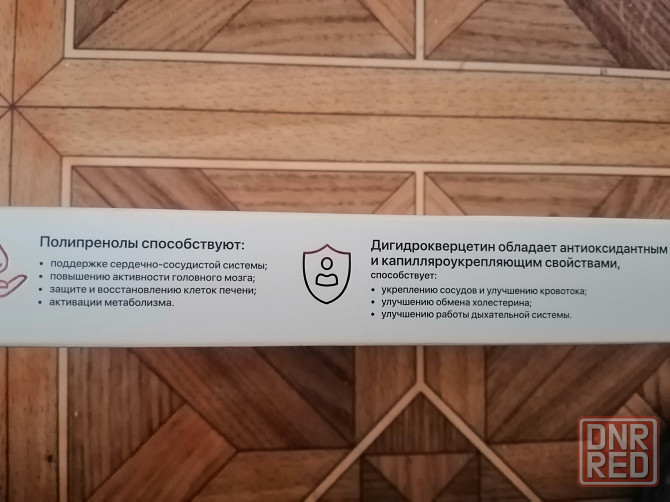 Полипренолы способствуют:
• поддержке сердечно-сосудистой системы;
• повышению активности головного мозга;
• защите и восстановлению клеток печени;
• активации метаболизма.
Дигидрокверцетин обладает антиоксидантным
и капилляроукрепляющим свойствами,
способствует:
• укреплению сосудов и улучшению кровотока;
• улучшению обмена холестерина;
• улучшению работы дыхательной системы.
DNR
RED